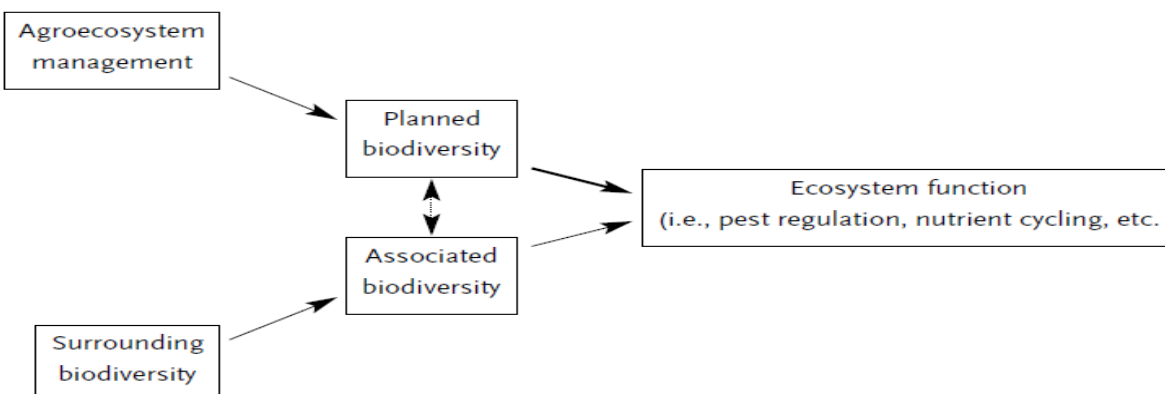 Agroecosystem
management
Planned
biodiversity
Ecosystem function
(i.e., pest regulation, nutrient cycling, etc.
Associated
biodiversity
Surrounding
biodiversity